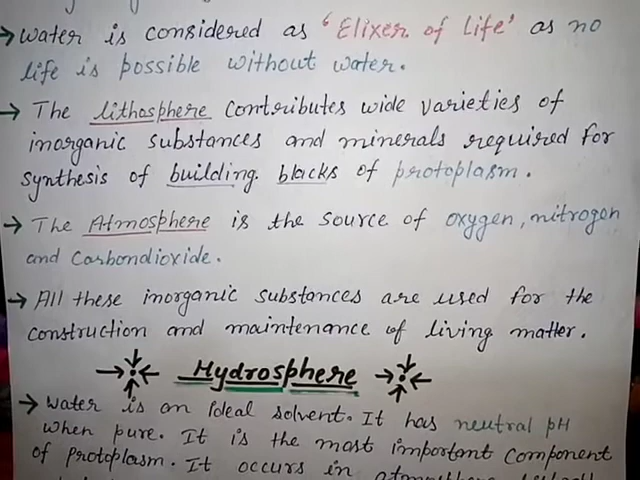 → Water is considered as 'Elixer of Life' as no
life is possible without water.
→ The lithosphere contributes wide varieties of
inorganic substances and minerals required for
synthesis of building blacks of protoplasm.
→ The Atmosphere is the source of oxygen, nitrogen
and Carbondioxide.
→ All these inorganic substances are used for the
construction and maintenance of living matter.
Hydrosphere
→ Water is an ideal solvent. It has neutral pH
when pure. It is the most important component
of protoplasm. It occurs in